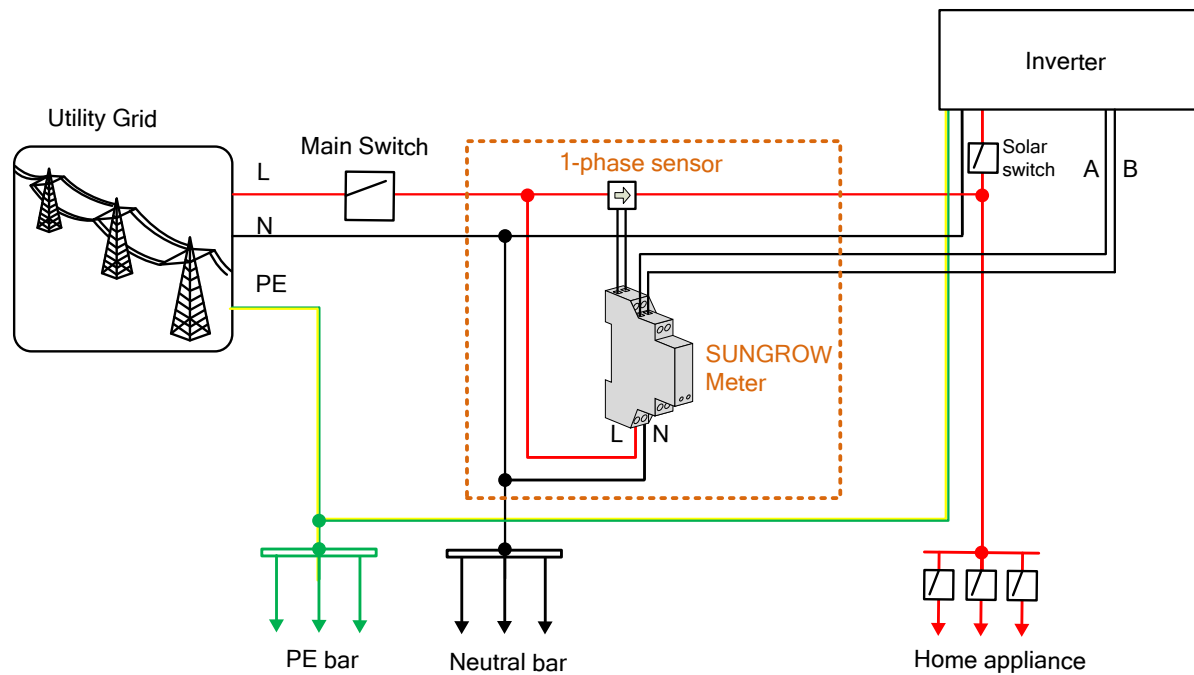 Inverter
Utility Grid
Main Switch
1-phase sensor
Solar
switch
L
A
B
N
PE
SUNGROW
Meter
L
N
PE bar
Neutral bar
Home appliance